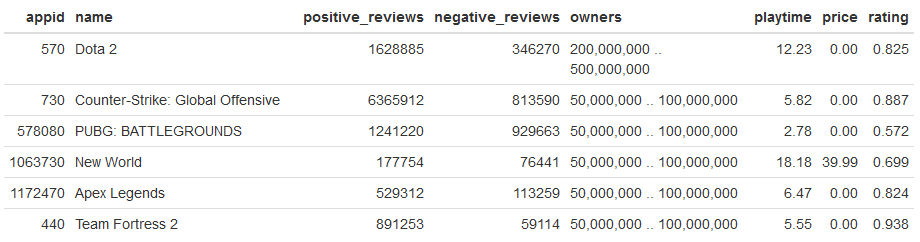 appid name positive_reviews negative_reviews owners playtime price rating
570 Dota 2 1628885 346270 200,000,000 .. 12.23 0.00 0.825
500,000,000
730 Counter-Strike: Global Offensive 6365912 813590 50,000,000 .. 100,000,000 5.82 0.00 0.887
578080 PUBG: BATTLEGROUNDS 1241220 929663 50,000,000 .. 100,000,000 2.78 0.00 0.572
1063730 New World 177754 76441 50,000,000 .. 100,000,000 18.18 39.99 0.699
1172470 Apex Legends 529312 113259 50,000,000 .. 100,000,000 6.47 0.00 0.824
440 Team Fortress 2 891253 59114 50,000,000 .. 100,000,000 5.55 0.00 0.938